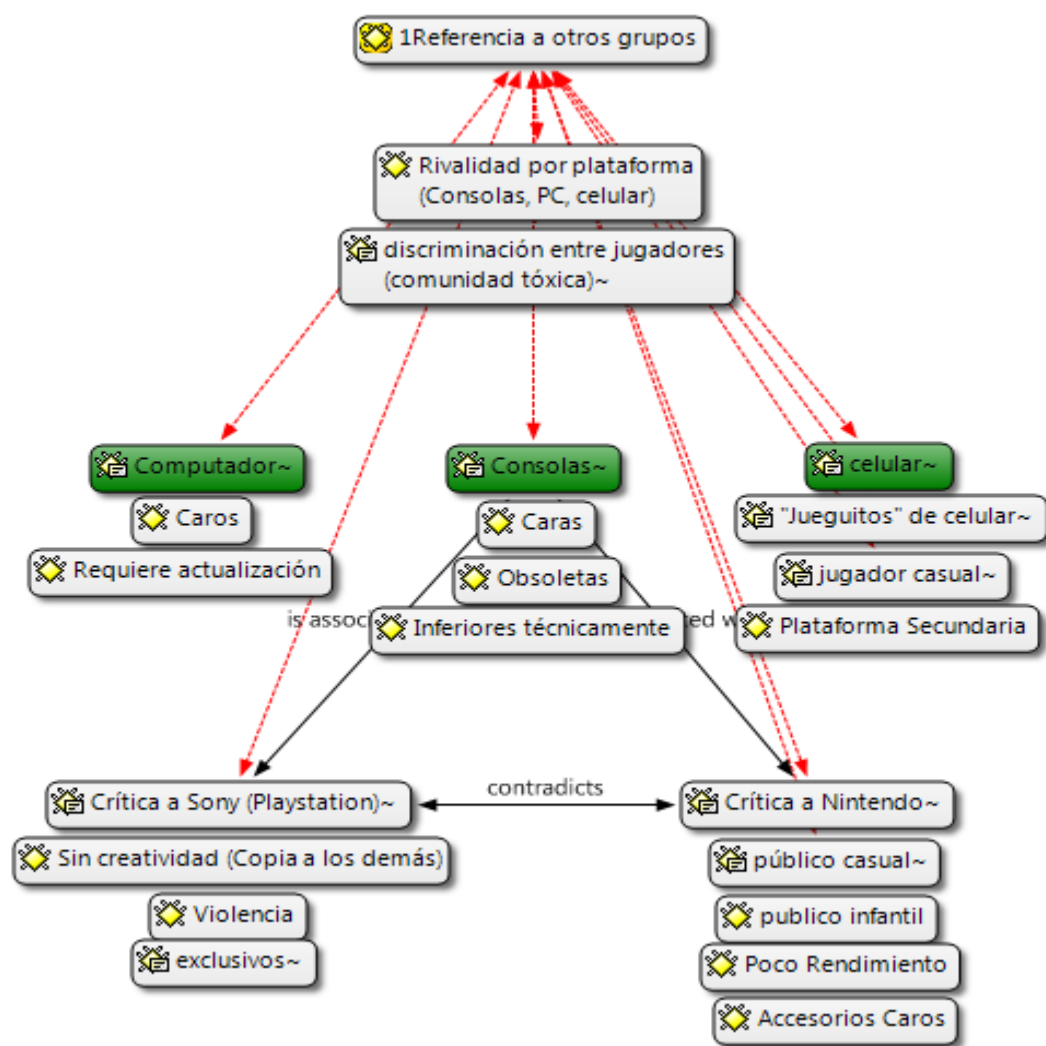 1Referencia a otros grupos
Rivalidad por plataforma
(Consolas, PC, celular)
discriminación entre jugadores
(comunidad tóxica)~
Computador~
Consolas~
celular~
Caros
Requiere actualización
Caras
Obsoletas
Inferiores técnicamente
"Jueguitos" de celular~
jugador casual~
Plataforma Secundaria
is assoc
Crítica a Sony (Playstation)~
contradicts
Crítica a Nintendo~
Sin creatividad (Copia a los demás)
Violencia
exclusivos~
público casual~
publico infantil
Poco Rendimiento
Accesorios Caros